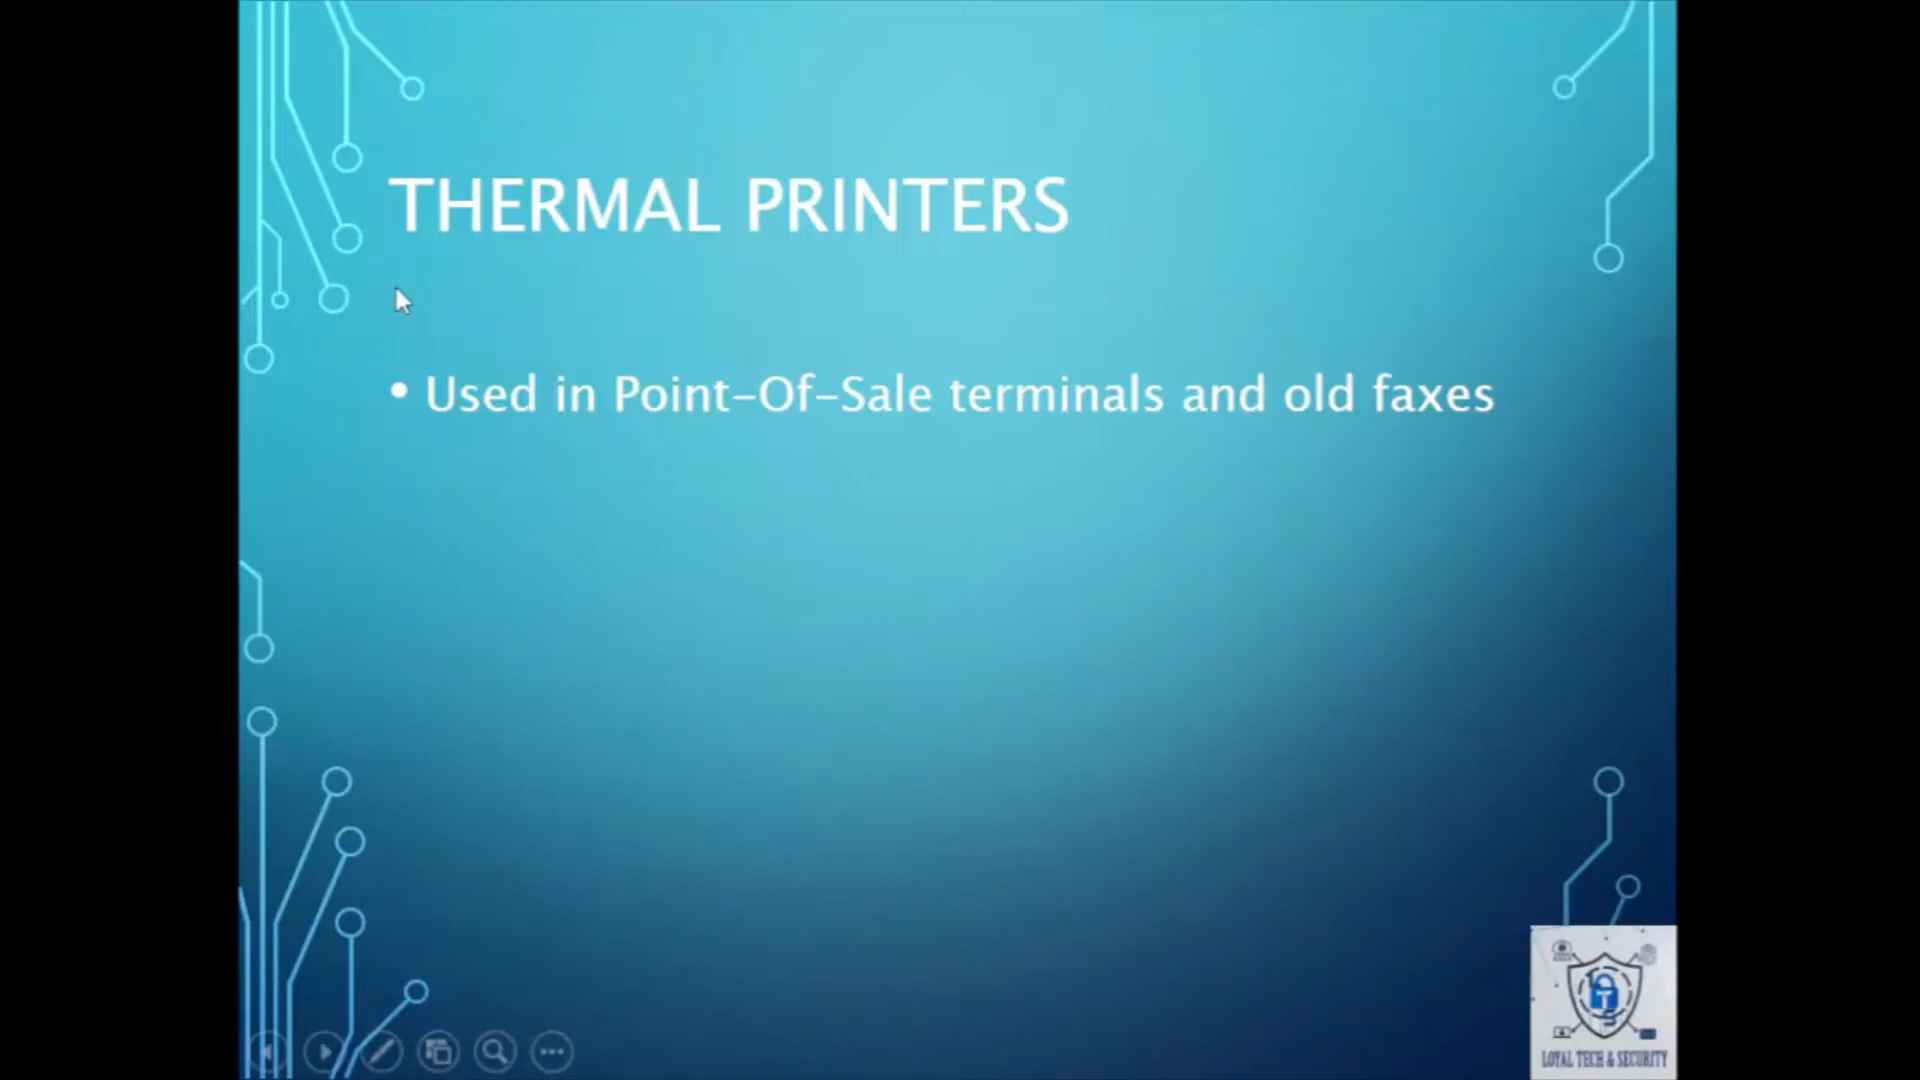 THERMAL PRINTERS
• Used in Point-Of-Sale terminals and old faxes
LOYAL TECH & SECURITY